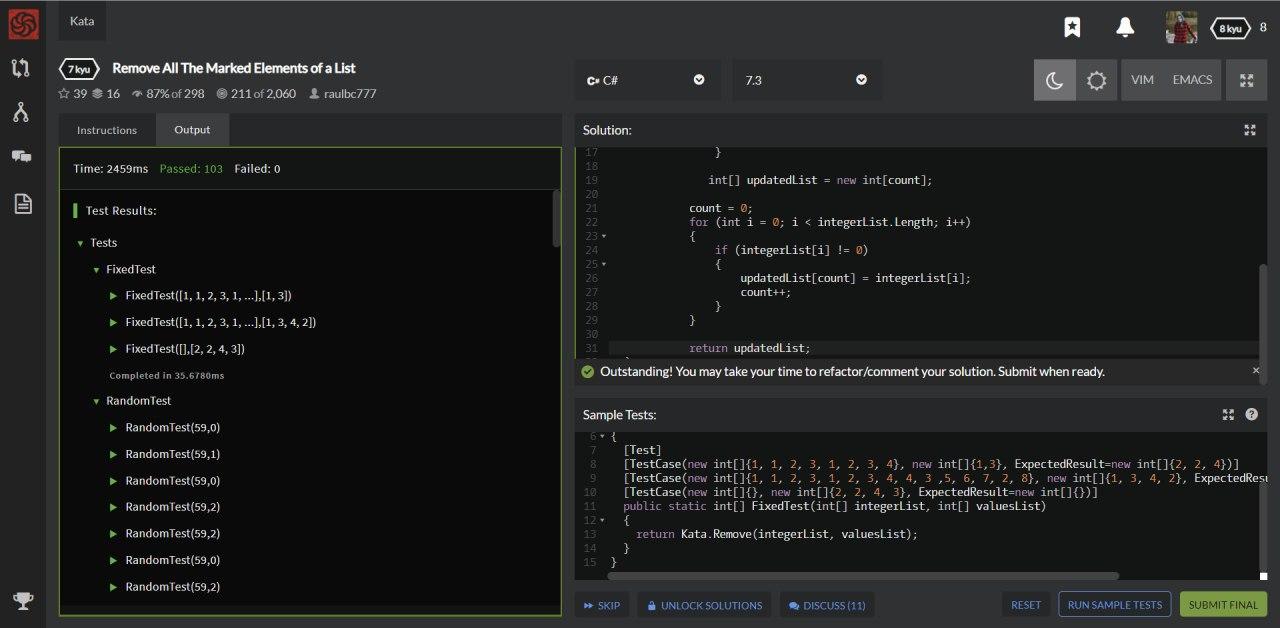 Kata
8 kyu 8
7 kyu Remove All The Marked Elements of a List
39 16 87% of 298 211 of 2,060 raulbc777
C# C#
7.3
VIM EMACS
Instructions Output
Time: 2459ms Passed: 103 Failed: 0
Test Results:
Tests
FixedTest
FixedTest([1, 1, 2, 3, 1, ...],[1, 3])
FixedTest([1, 1, 2, 3, 1, ...],[1, 3, 4, 2])
FixedTest([],[2, 2, 4, 3])
Completed in 35.6780ms
RandomTest
RandomTest(59,0)
RandomTest(59,1)
RandomTest(59,0)
RandomTest(59,2)
RandomTest(59,2)
RandomTest(59,0)
RandomTest(59,2)
Solution:
17 }
18
19 int[] updatedList = new int[count];
20
21 count = 0;
22 for (int i = 0; i < integerList.Length; i++)
23 {
24 if (integerList[i] != 0)
25 {
26 updatedList[count] = integerList[i];
27 count++;
28 }
29 }
30
31 return updatedList;
Outstanding! You may take your time to refactor/comment your solution. Submit when ready. ×
Sample Tests:
6 {
7 [Test]
8 [TestCase(new int[]{1, 1, 2, 3, 1, 2, 3, 4}, new int[]{1,3}, ExpectedResult=new int[]{2, 2, 4})]
9 [TestCase(new int[]{1, 1, 2, 3, 1, 2, 3, 4, 4, 3 ,5, 6, 7, 2, 8}, new int[]{1, 3, 4, 2}, ExpectedResu
10 [TestCase(new int[]{}, new int[]{2, 2, 4, 3}, ExpectedResult=new int[]{})]
11 public static int[] FixedTest(int[] integerList, int[] valuesList)
12 {
13 return Kata.Remove(integerList, valuesList);
14 }
15 }
SKIP UNLOCK SOLUTIONS DISCUSS (11) RESET RUN SAMPLE TESTS SUBMIT FINAL